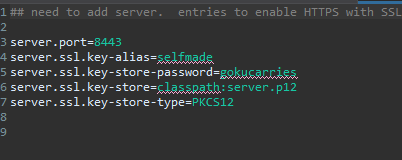 1 ## need to add server.  entries to enable HTTPS with SSL
2
3 server.port=8443
4 server.ssl.key-alias=selfmade
5 server.ssl.key-store-password=gokucarries
6 server.ssl.key-store=classpath:server.p12
7 server.ssl.key-store-type=PKCS12
8
9